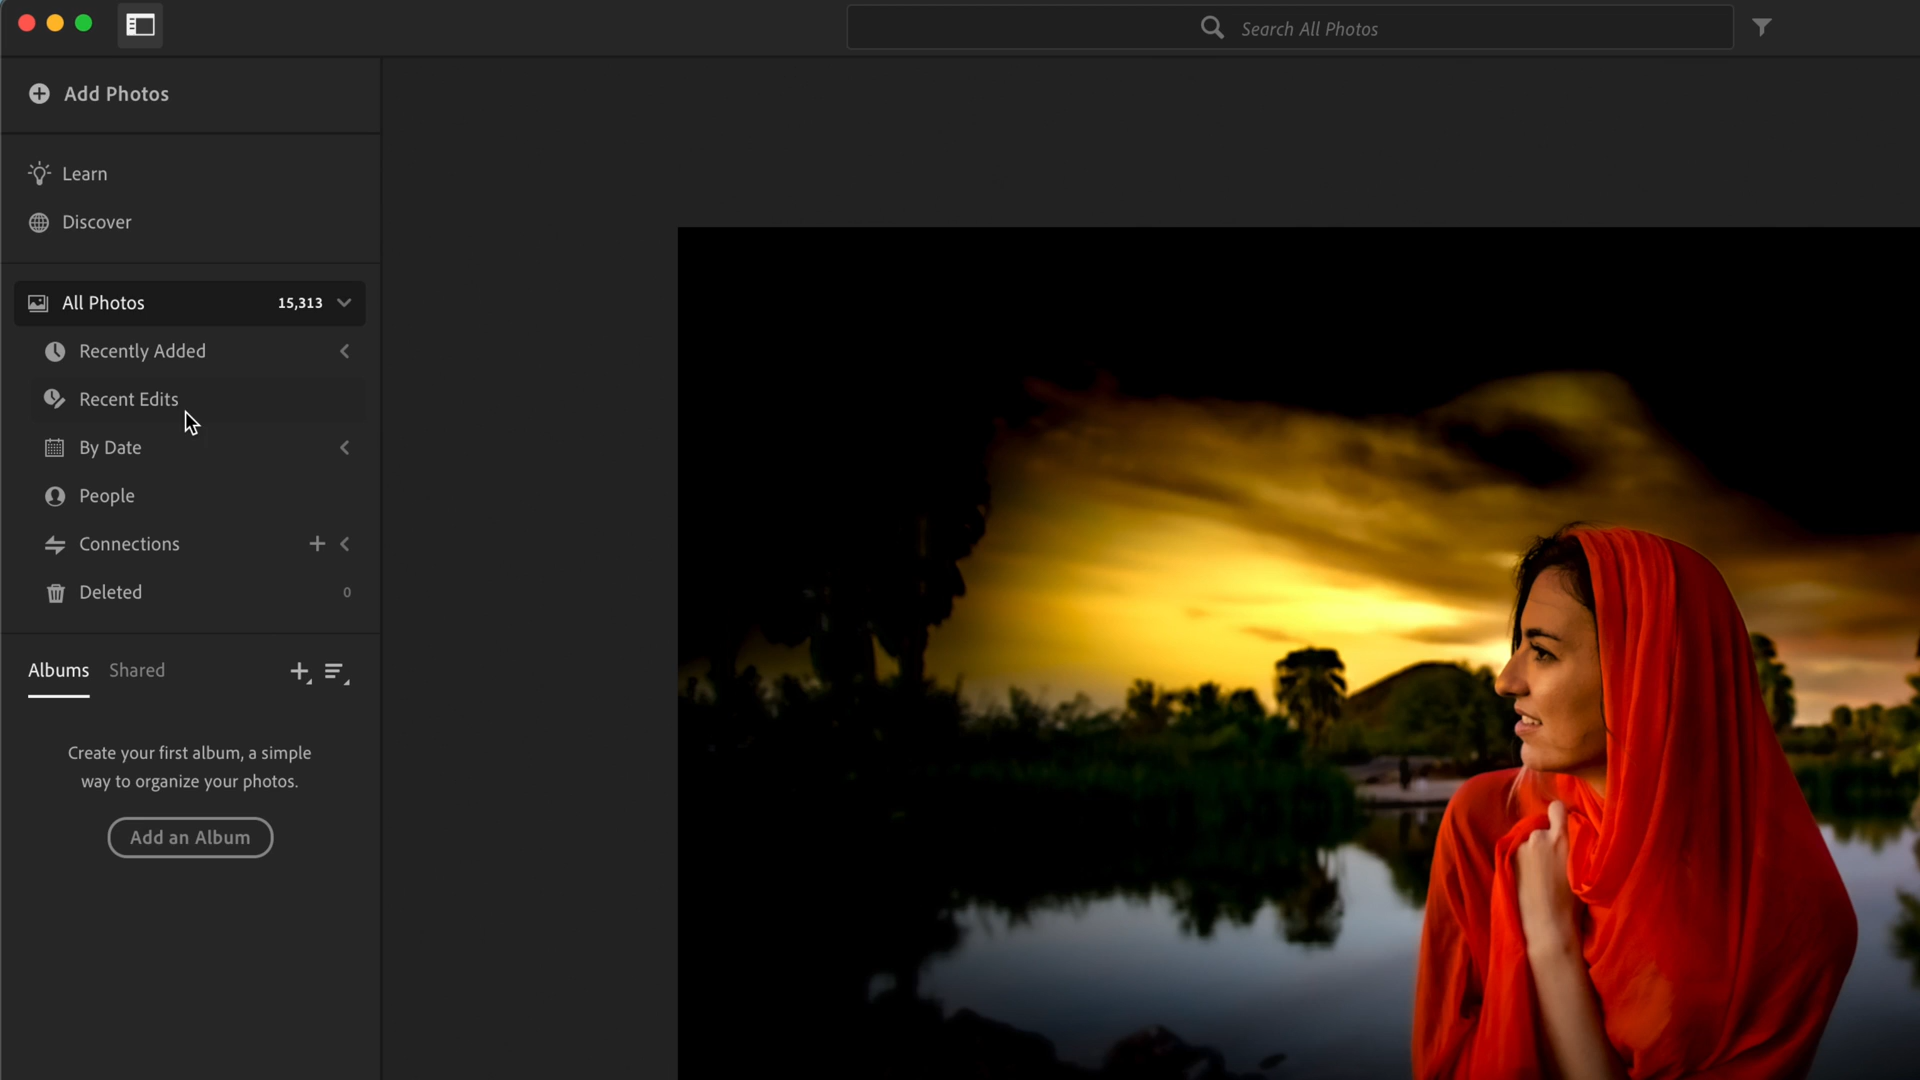 Search All Photos
Add Photos
Learn
Discover
All Photos 15,313
Recently Added
Recent Edits
By Date
People
Connections
Deleted 0
Albums Shared
Create your first album, a simple
way to organize your photos.
Add an Album